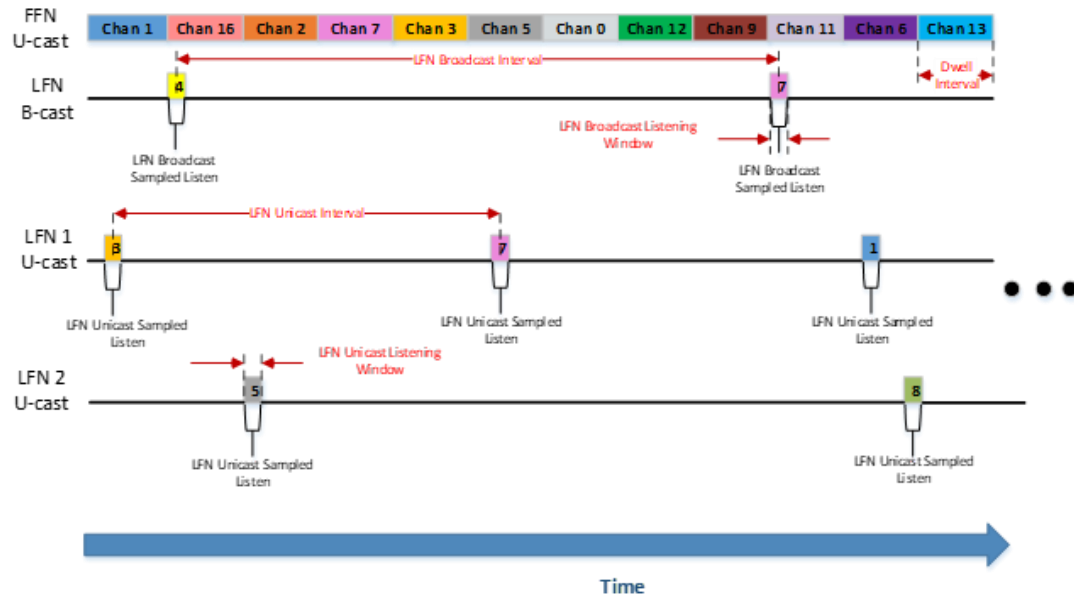 FFN
U-cast
Chan 1 Chan 16 Chan 2 Chan 7 Chan 3 Chan 5 Chan 0 Chan 12 Chan 9 Chan 11 Chan 6 Chan 13
LFN Broadcast Interval
Dwell
Interval
LFN
B-cast
4
7
LFN Broadcast Listening
Window
LFN Broadcast
Sampled Listen
LFN Broadcast
Sampled Listen
LFN Unicast Interval
LFN 1
U-cast
3
7
1
LFN Unicast Sampled
Listen
LFN Unicast Sampled
Listen
LFN Unicast Sampled
Listen
LFN Unicast Listening
Window
LFN 2
U-cast
5
8
LFN Unicast Sampled
Listen
LFN Unicast Sampled
Listen
Time